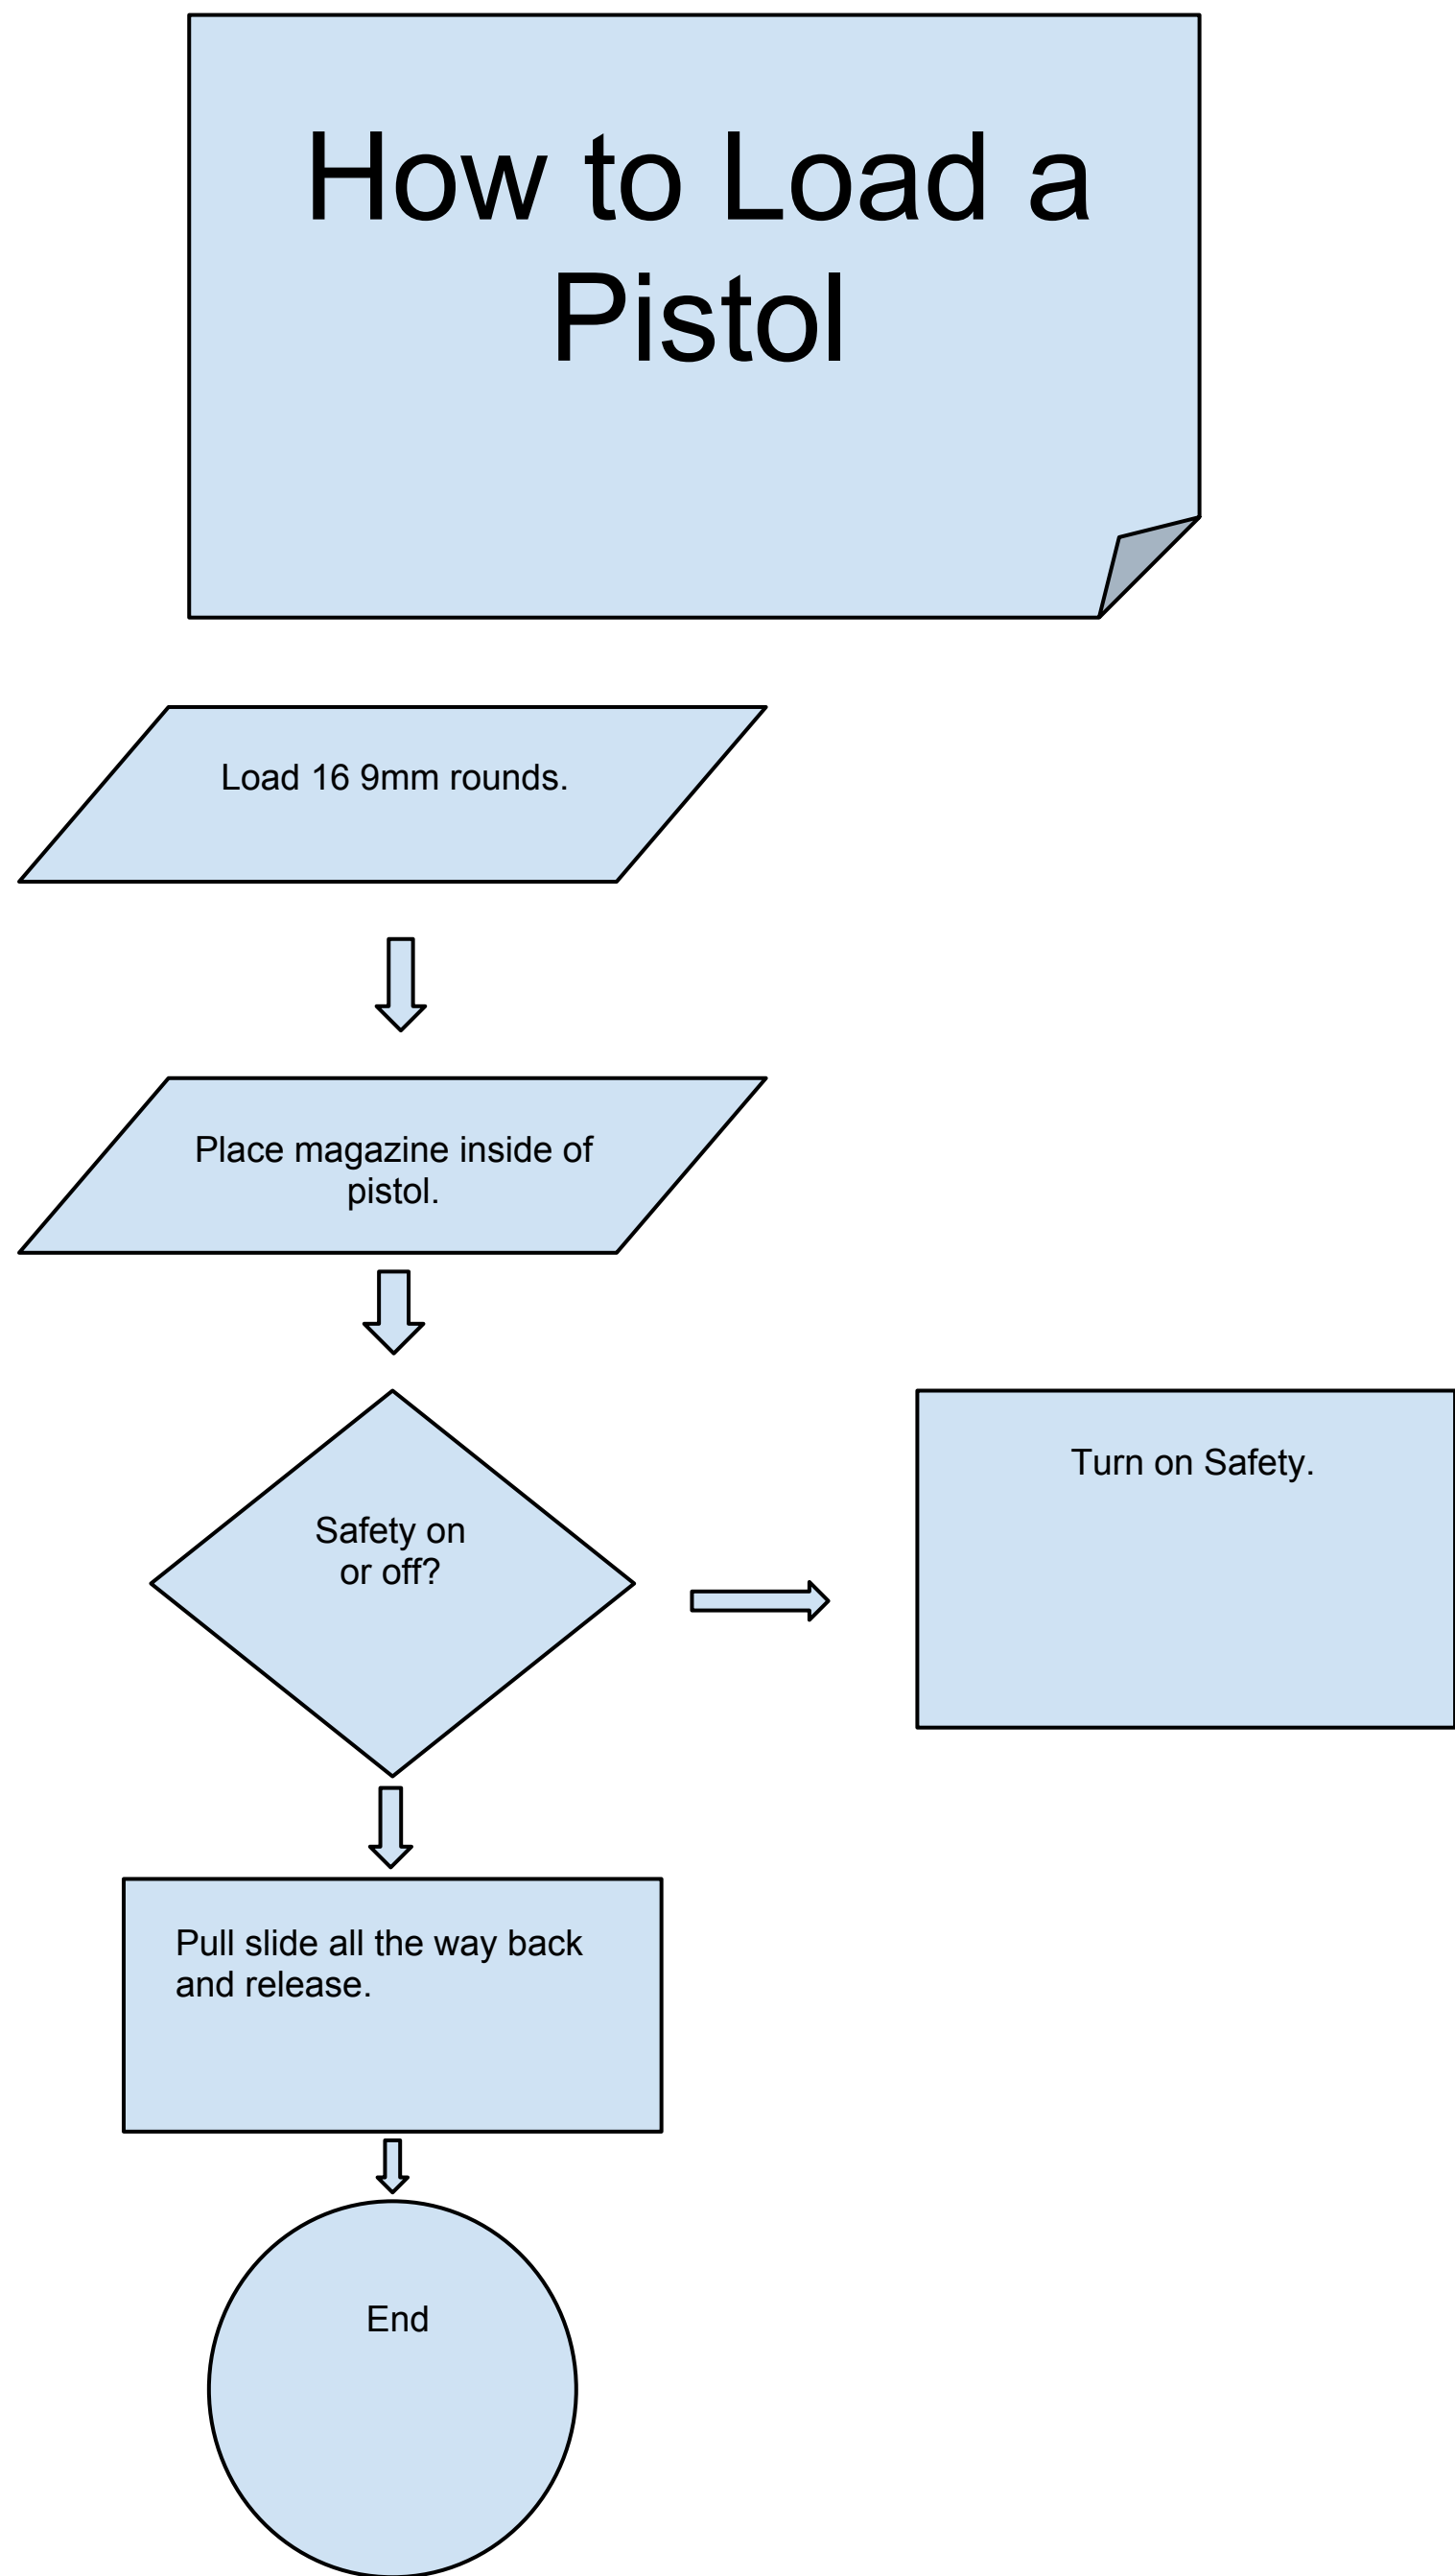 How to Load a
Pistol
Load 16 9mm rounds.
Place magazine inside of
pistol.
Safety on
or off?
Turn on Safety.
Pull slide all the way back
and release.
End